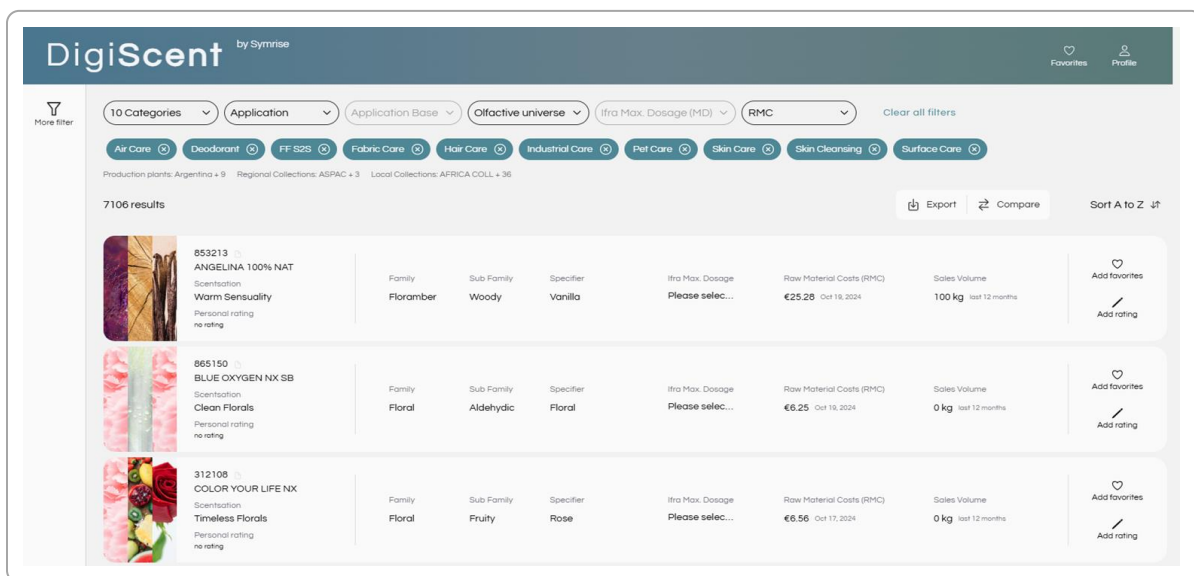 DigiScent by Symrise
Favorites Profile
More filter
10 Categories Application Application Base Olfactive universe Ifra Max. Dosage (MD) RMC Clear all filters
Air Care Deodorant FF S2S Fabric Care Hair Care Industrial Care Pet Care Skin Care Skin Cleansing Surface Care
Production plants: Argentina + 9 Regional Collections: ASPAC + 3 Local Collections: AFRICA COLL + 36
7106 results Export Compare Sort A to Z
853213
ANGELINA 100% NAT
Scentsation
Warm Sensuality
Personal rating
no rating
Family Sub Family Specifier Ifra Max. Dosage Raw Material Costs (RMC) Sales Volume
Floramber Woody Vanilla Please selec... €25.28 Oct 19, 2024 100 kg last 12 months
Add favorites
Add rating
865150
BLUE OXYGEN NX SB
Scentsation
Clean Florals
Personal rating
no rating
Family Sub Family Specifier Ifra Max. Dosage Raw Material Costs (RMC) Sales Volume
Floral Aldehydic Floral Please selec... €6.25 Oct 19, 2024 0 kg last 12 months
Add favorites
Add rating
312108
COLOR YOUR LIFE NX
Scentsation
Timeless Florals
Personal rating
no rating
Family Sub Family Specifier Ifra Max. Dosage Raw Material Costs (RMC) Sales Volume
Floral Fruity Rose Please selec... €6.56 Oct 17, 2024 0 kg last 12 months
Add favorites
Add rating